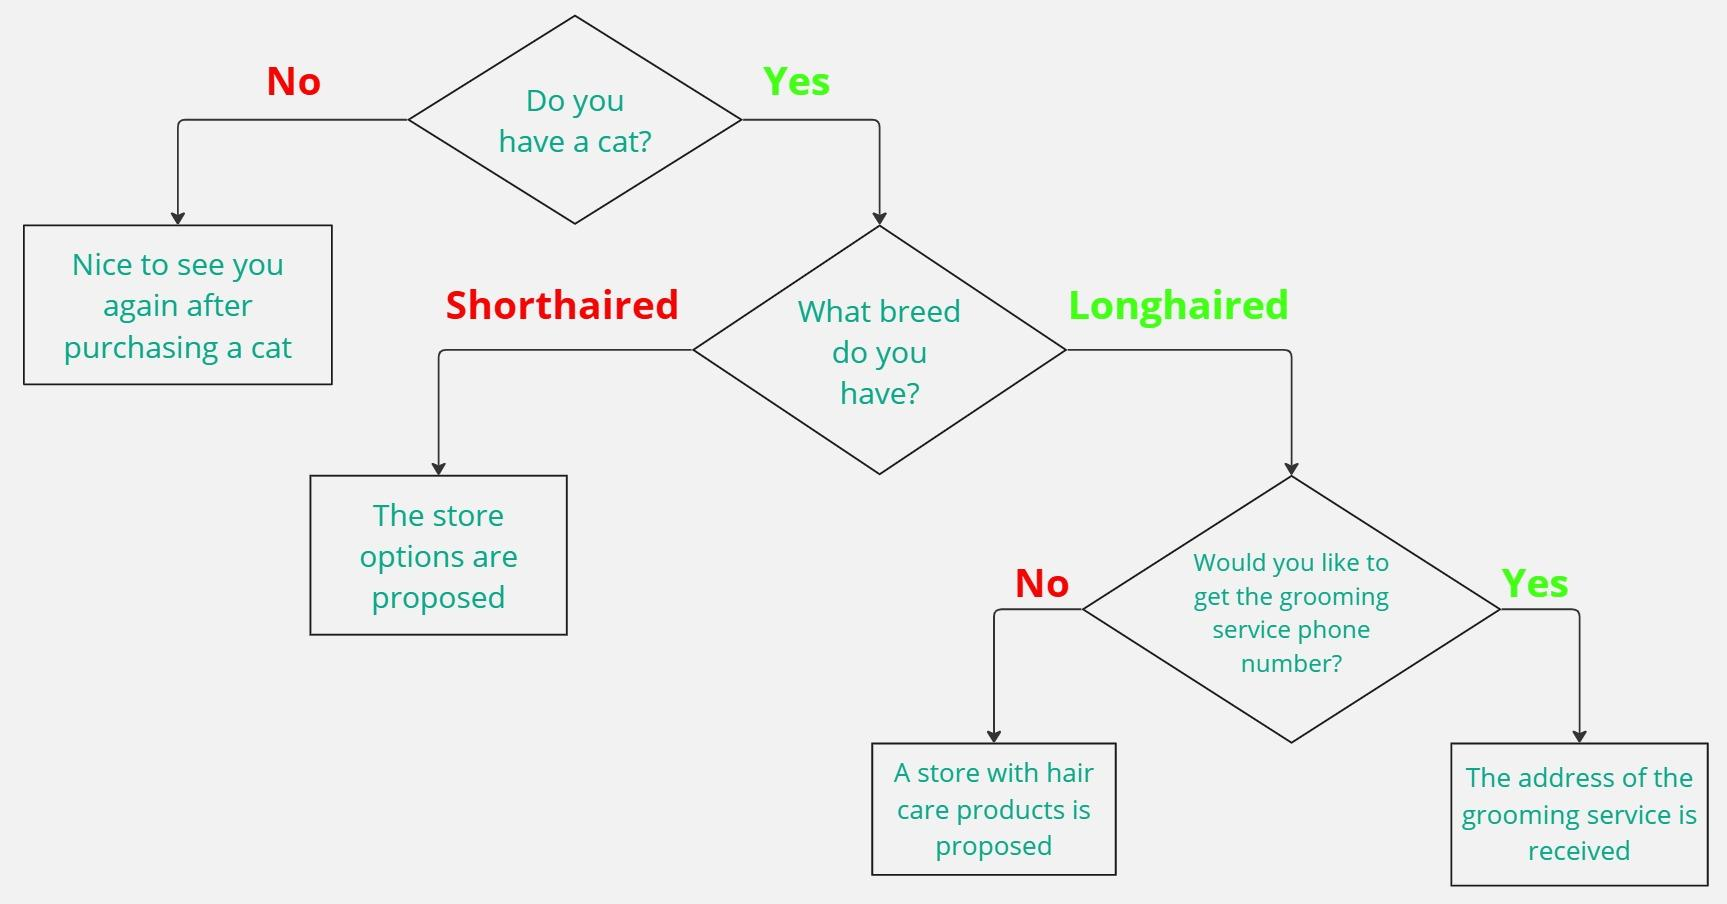 No
Yes
Do you
have a cat?
Nice to see you
again after
purchasing a cat
Shorthaired
Longhaired
What breed
do you
have?
The store
options are
proposed
No
Yes
Would you like to
get the grooming
service phone
number?
A store with hair
care products is
proposed
The address of the
grooming service is
received